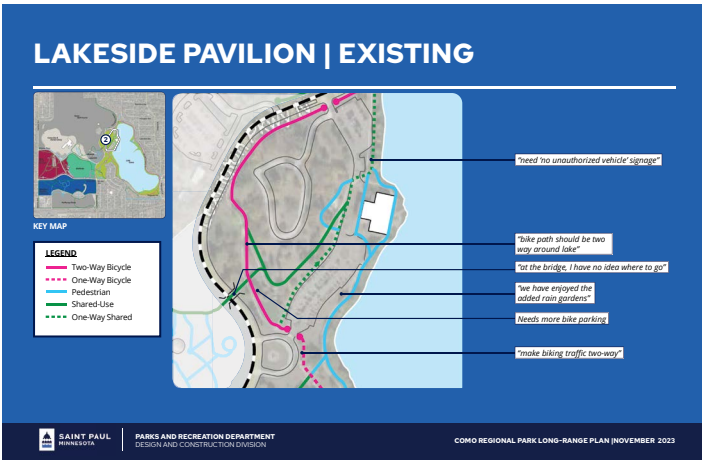 LAKESIDE PAVILION | EXISTING
2
KEY MAP
LEGEND
Two-Way Bicycle
One-Way Bicycle
Pedestrian
Shared-Use
One-Way Shared
"need 'no unauthorized vehicle' signage"
"bike path should be two
way around lake"
"at the bridge, I have no idea where to go"
"we have enjoyed the
added rain gardens"
Needs more bike parking
"make biking traffic two-way"
SAINT PAUL
MINNESOTA
PARKS AND RECREATION DEPARTMENT
DESIGN AND CONSTRUCTION DIVISION
COMO REGIONAL PARK LONG-RANGE PLAN |NOVEMBER 2023